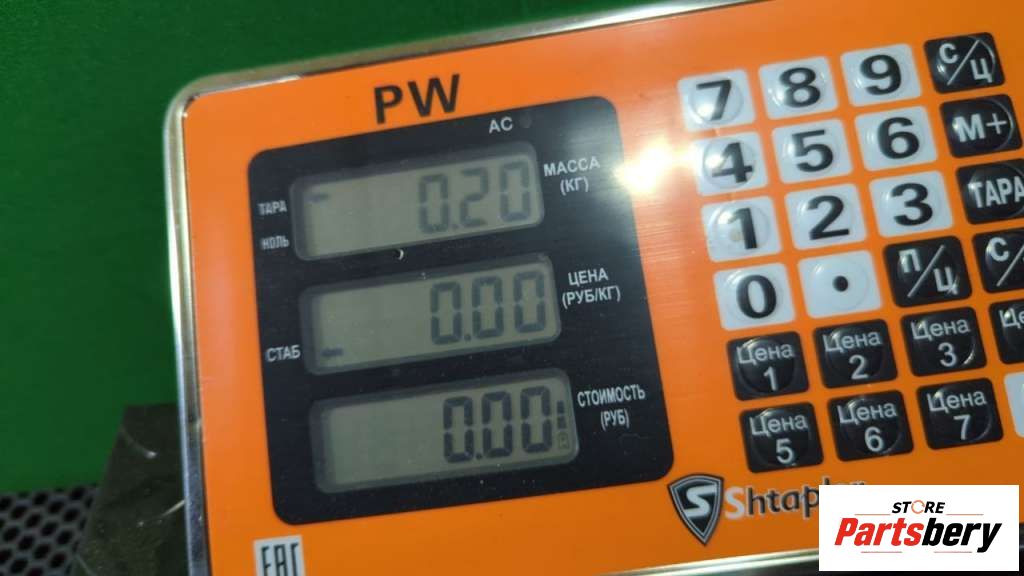 PW
AC
ТАРА
НОЛЬ
0.20
МАССА
(КГ)
0.00
ЦЕНА
(РУБ/КГ)
СТАБ
0.00
СТОИМОСТЬ
(РУБ)
7 8 9 С/Ц
4 5 6 М+
1 2 3 ТАРА
0 . П/Ц С/
Цена 1 Цена 2 Цена 3
Цена 5 Цена 6 Цена 7
S
EAC
STORE
Partsbery